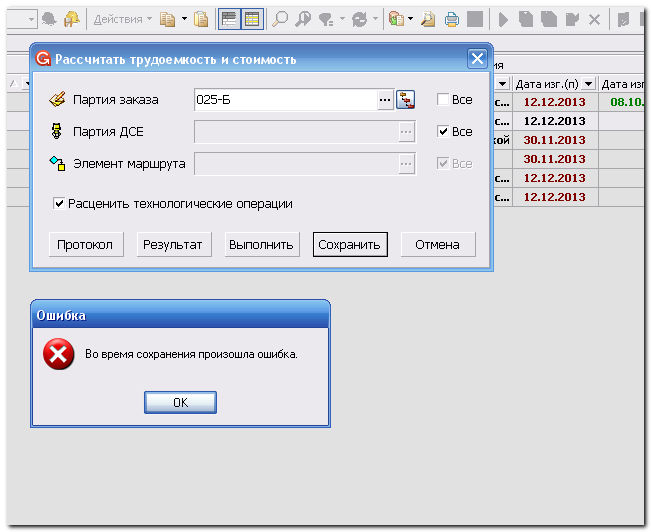 Действия
Рассчитать трудоемкость и стоимость
ия
Дата изг.(п) Дата изг
Партия заказа 025-Б ... Все
с... 12.12.2013 08.10.
с... 12.12.2013
Партия ДСЕ ... Все
кой 30.11.2013
Элемент маршрута ... Все
30.11.2013
с... 12.12.2013
с... 12.12.2013
Расценить технологические операции
Протокол Результат Выполнить Сохранить Отмена
Ошибка
Во время сохранения произошла ошибка.
OK